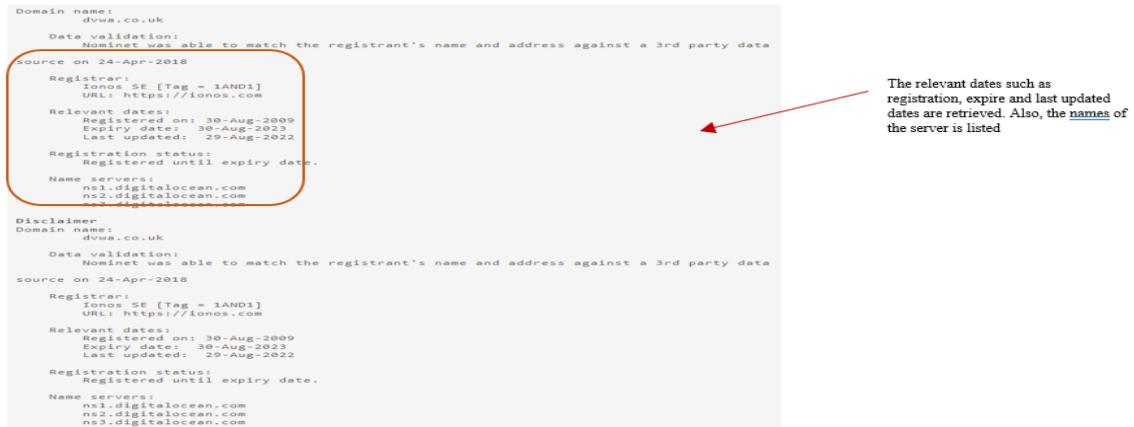 Domain name:
dvwa.co.uk
Data validation:
Nominet was able to match the registrant's name and address against a 3rd party data
source on 24-Apr-2018
Registrar:
Ionos SE [Tag = 1AND1]
URL: https://ionos.com
Relevant dates:
Registered on: 30-Aug-2009
Expiry date: 30-Aug-2023
Last updated: 29-Aug-2022
Registration status:
Registered until expiry date.
Name servers:
ns1.digitalocean.com
ns2.digitalocean.com
ns3.digitalocean.com
Disclaimer
Domain name:
dvwa.co.uk
Data validation:
Nominet was able to match the registrant's name and address against a 3rd party data
source on 24-Apr-2018
Registrar:
Ionos SE [Tag = 1AND1]
URL: https://ionos.com
Relevant dates:
Registered on: 30-Aug-2009
Expiry date: 30-Aug-2023
Last updated: 29-Aug-2022
Registration status:
Registered until expiry date.
Name servers:
ns1.digitalocean.com
ns2.digitalocean.com
ns3.digitalocean.com
The relevant dates such as
registration, expire and last updated
dates are retrieved. Also, the names of
the server is listed